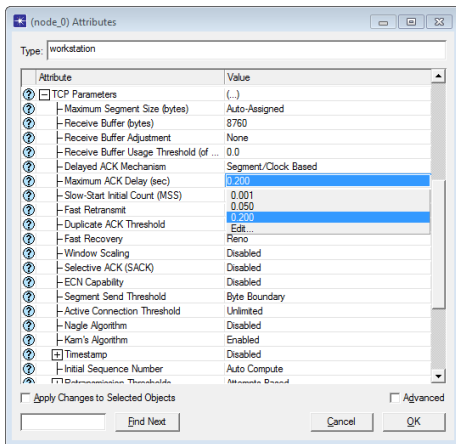 (node_0) Attributes
Type: workstation
Attribute Value
TCP Parameters (...)
Maximum Segment Size (bytes) Auto-Assigned
Receive Buffer (bytes) 8760
Receive Buffer Adjustment None
Receive Buffer Usage Threshold (of ... 0.0
Delayed ACK Mechanism Segment/Clock Based
Maximum ACK Delay (sec) 0.200
Slow-Start Initial Count (MSS) 0.001
Fast Retransmit 0.050
0.200
Duplicate ACK Threshold Edit...
Fast Recovery Reno
Window Scaling Disabled
Selective ACK (SACK) Disabled
ECN Capability Disabled
Segment Send Threshold Byte Boundary
Active Connection Threshold Unlimited
Nagle Algorithm Disabled
Karn's Algorithm Enabled
Timestamp Disabled
Initial Sequence Number Auto Compute
Retransmission Thresholds Attempts Based
Apply Changes to Selected Objects Advanced
Find Next Cancel OK